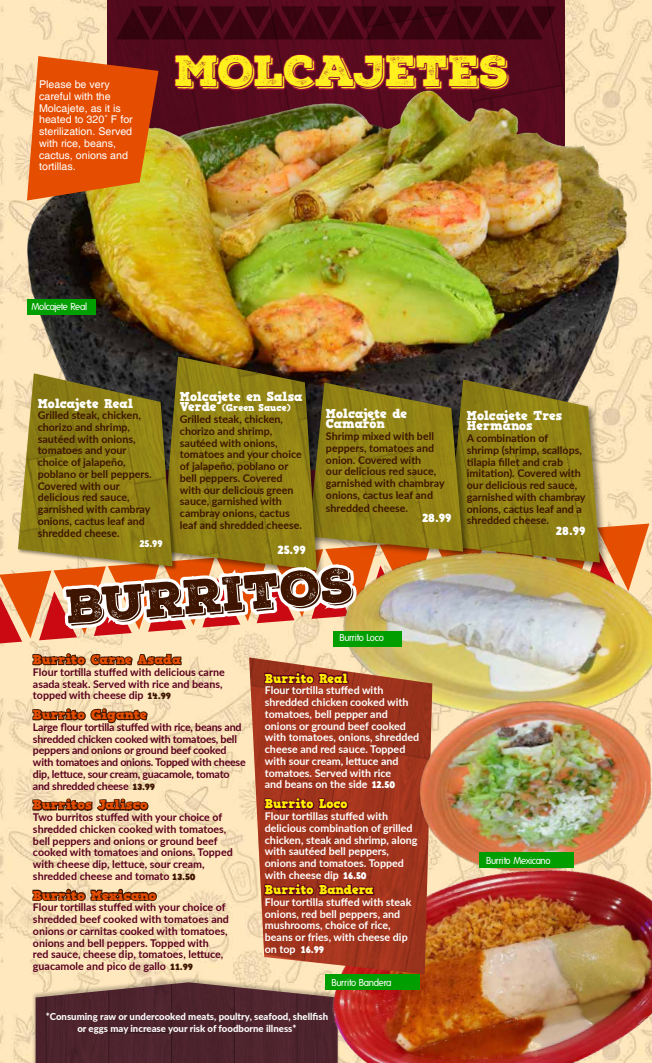 MOLCAJETES
Please be very
careful with the
Molcajete, as it is
heated to 320˚ F for
sterilization. Served
with rice, beans,
cactus, onions and
tortillas.
Molcajete Real
Molcajete Real
Grilled steak, chicken,
chorizo and shrimp,
sautéed with onions,
tomatoes and your
choice of jalapeño,
poblano or bell peppers.
Covered with our
delicious red sauce,
garnished with cambray
onions, cactus leaf and
shredded cheese.
25.99
Molcajete en Salsa
Verde (Green Sauce)
Grilled steak, chicken,
chorizo and shrimp,
sautéed with onions,
tomatoes and your choice
of jalapeño, poblano or
bell peppers. Covered
with our delicious green
sauce, garnished with
cambray onions, cactus
leaf and shredded cheese.
25.99
Molcajete de
Camarón
Shrimp mixed with bell
peppers, tomatoes and
onion. Covered with
our delicious red sauce,
garnished with chambray
onions, cactus leaf and
shredded cheese.
28.99
Molcajete Tres
Hermanos
A combination of
shrimp (shrimp, scallops,
tilapia fillet and crab
imitation). Covered with
our delicious red sauce,
garnished with chambray
onions, cactus leaf and a
shredded cheese.
28.99
BURRITOS
Burrito Loco
Burrito Carne Asada
Flour tortilla stuffed with delicious carne
asada steak. Served with rice and beans,
topped with cheese dip 14.99
Burrito Gigante
Large flour tortilla stuffed with rice, beans and
shredded chicken cooked with tomatoes, bell
peppers and onions or ground beef cooked
with tomatoes and onions. Topped with cheese
dip, lettuce, sour cream, guacamole, tomato
and shredded cheese 13.99
Burritos Jalisco
Two burritos stuffed with your choice of
shredded chicken cooked with tomatoes,
bell peppers and onions or ground beef
cooked with tomatoes and onions. Topped
with cheese dip, lettuce, sour cream,
shredded cheese and tomato 13.50
Burrito Mexicano
Flour tortillas stuffed with your choice of
shredded beef cooked with tomatoes and
onions or carnitas cooked with tomatoes,
onions and bell peppers. Topped with
red sauce, cheese dip, tomatoes, lettuce,
guacamole and pico de gallo 11.99
Burrito Real
Flour tortilla stuffed with
shredded chicken cooked with
tomatoes, bell pepper and
onions or ground beef cooked
with tomatoes, onions, shredded
cheese and red sauce. Topped
with sour cream, lettuce and
tomatoes. Served with rice
and beans on the side 12.50
Burrito Loco
Flour tortillas stuffed with
delicious combination of grilled
chicken, steak and shrimp, along
with sautéed bell peppers,
onions and tomatoes. Topped
with cheese dip 16.50
Burrito Bandera
Flour tortilla stuffed with steak
onions, red bell peppers, and
mushrooms, choice of rice,
beans or fries, with cheese dip
on top 16.99
Burrito Mexicano
Burrito Bandera
*Consuming raw or undercooked meats, poultry, seafood, shellfish
or eggs may increase your risk of foodborne illness*